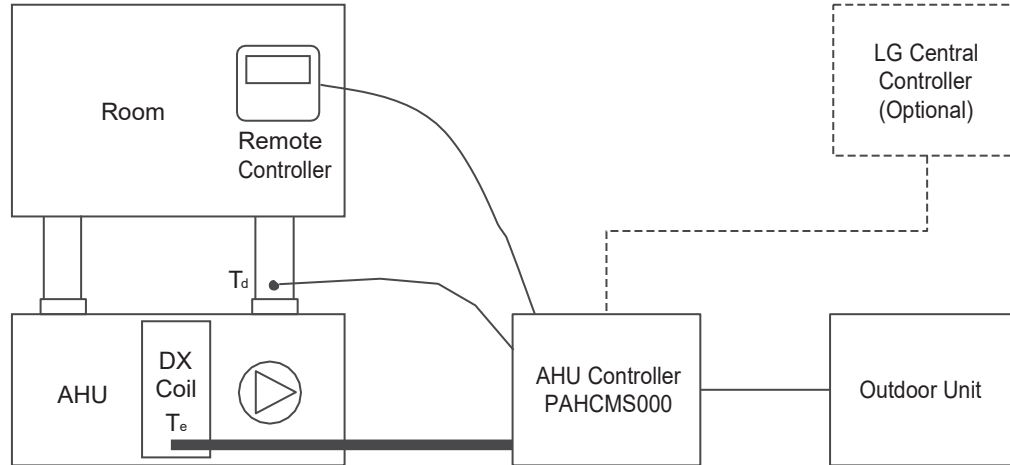 Room
Remote
Controller
LG Central
Controller
(Optional)
Td
AHU
DX
Coil
Te
AHU Controller
PAHCMS000
Outdoor Unit